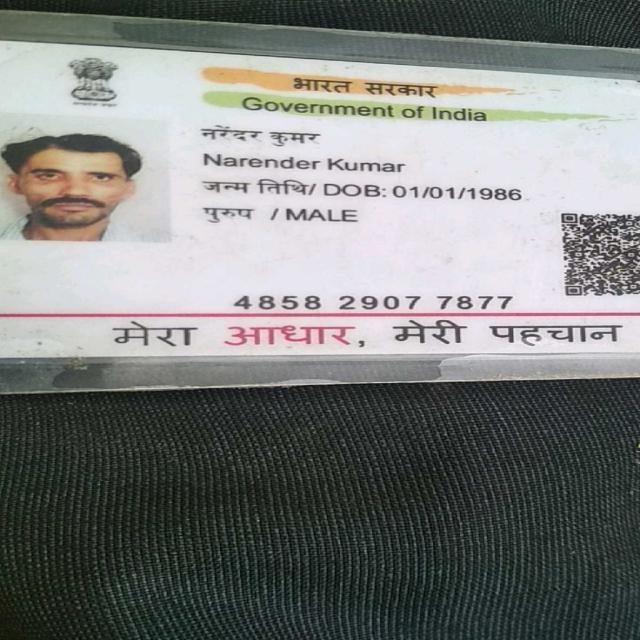 भारत सरकार
Government of India
नरेंदर कुमर
Narender Kumar
जन्म तिथि/ DOB: 01/01/1986
पुरुष / MALE
4858 2907 7877
मेरा आधार, मेरी पहचान